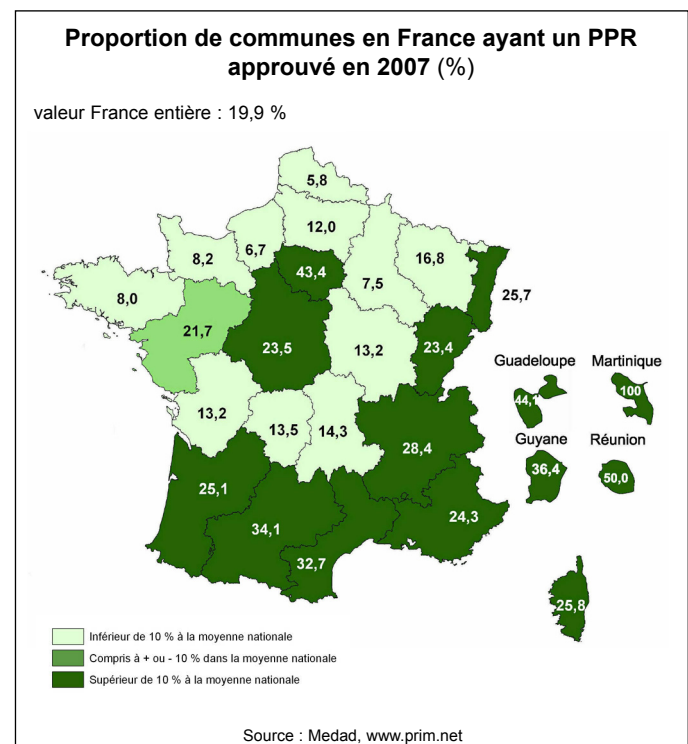 Proportion de communes en France ayant un PPR
approuvé en 2007 (%)
valeur France entière : 19,9 %
5,8
12,0
6,7
8,2
16,8
43,4
7,5
8,0
25,7
21,7
23,5
13,2
23,4
Guadeloupe
Martinique
44,1
100
13,2
13,5
14,3
28,4
Guyane
Réunion
36,4
50,0
25,1
34,1
24,3
32,7
25,8
Inférieur de 10 % à la moyenne nationale
Compris à + ou - 10 % dans la moyenne nationale
Supérieur de 10 % à la moyenne nationale
Source : Medad, www.prim.net